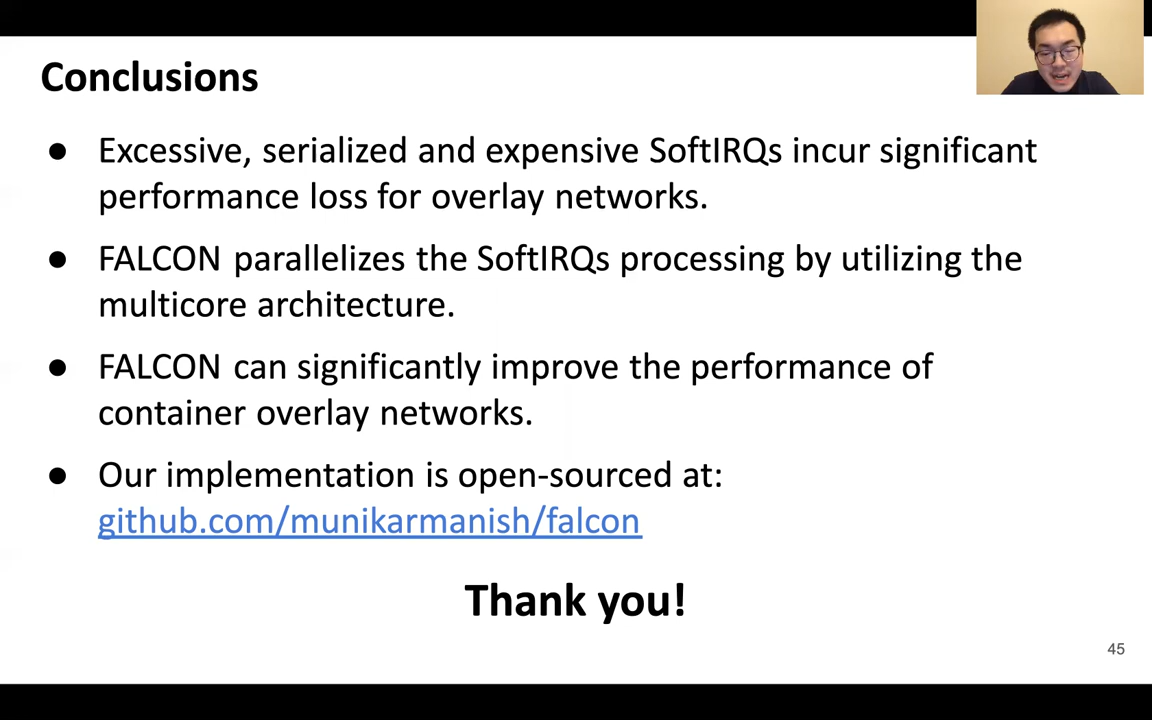 Conclusions
● Excessive, serialized and expensive SoftIRQs incur significant
performance loss for overlay networks.
● FALCON parallelizes the SoftIRQs processing by utilizing the
multicore architecture.
● FALCON can significantly improve the performance of
container overlay networks.
● Our implementation is open-sourced at:
github.com/munikarmanish/falcon
Thank you!
45